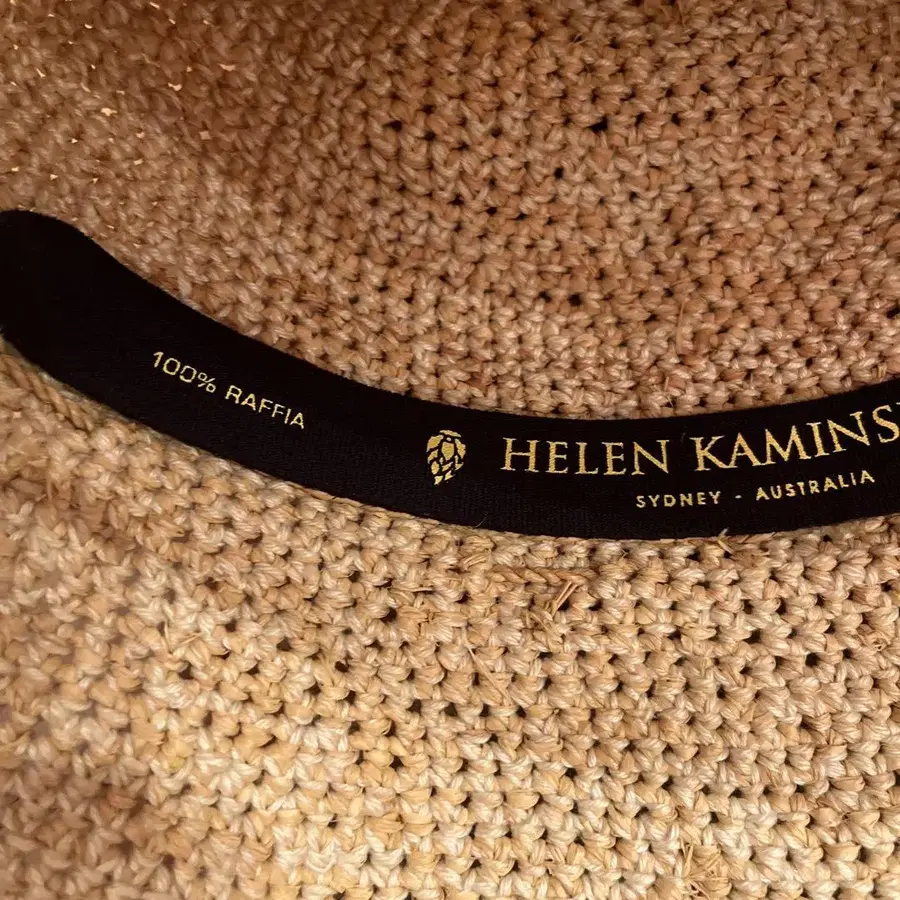 100% RAFFIA
HELEN KAMINS
SYDNEY - AUSTRALIA